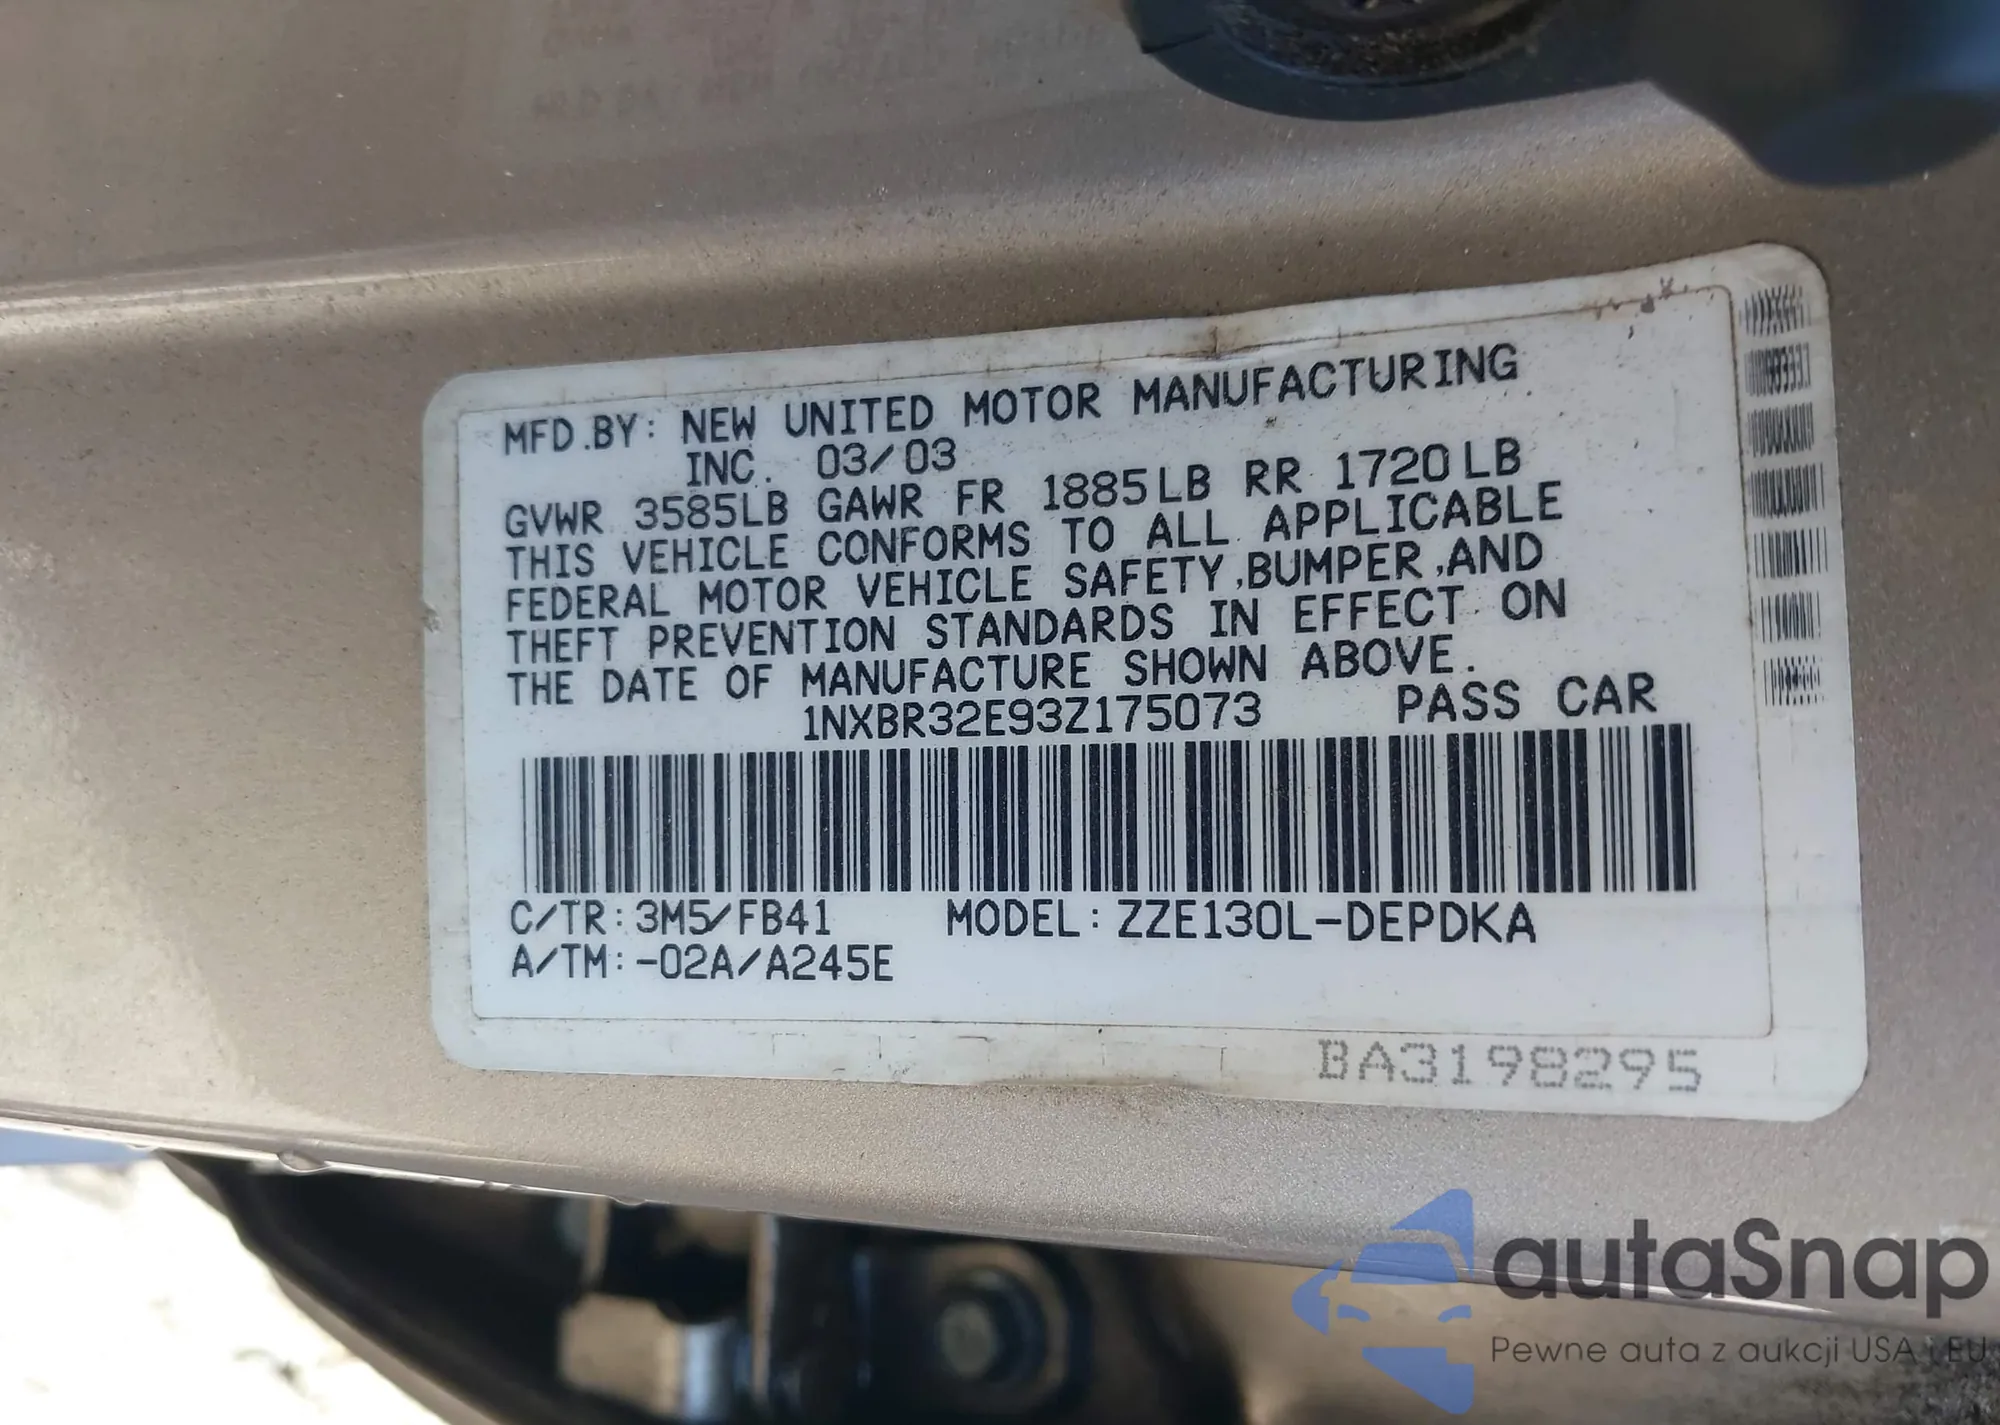 MFD.BY: NEW UNITED MOTOR MANUFACTURING
INC. 03/03
GVWR 3585LB GAWR FR 1885LB RR 1720LB
THIS VEHICLE CONFORMS TO ALL APPLICABLE
FEDERAL MOTOR VEHICLE SAFETY,BUMPER,AND
THEFT PREVENTION STANDARDS IN EFFECT ON
THE DATE OF MANUFACTURE SHOWN ABOVE.
1NXBR32E93Z175073 PASS CAR
C/TR:3M5/FB41 MODEL:ZZE130L-DEPDKA
A/TM:-02A/A245E
BA3198295
autaSnap
Pewne auta z aukcji USA i EU